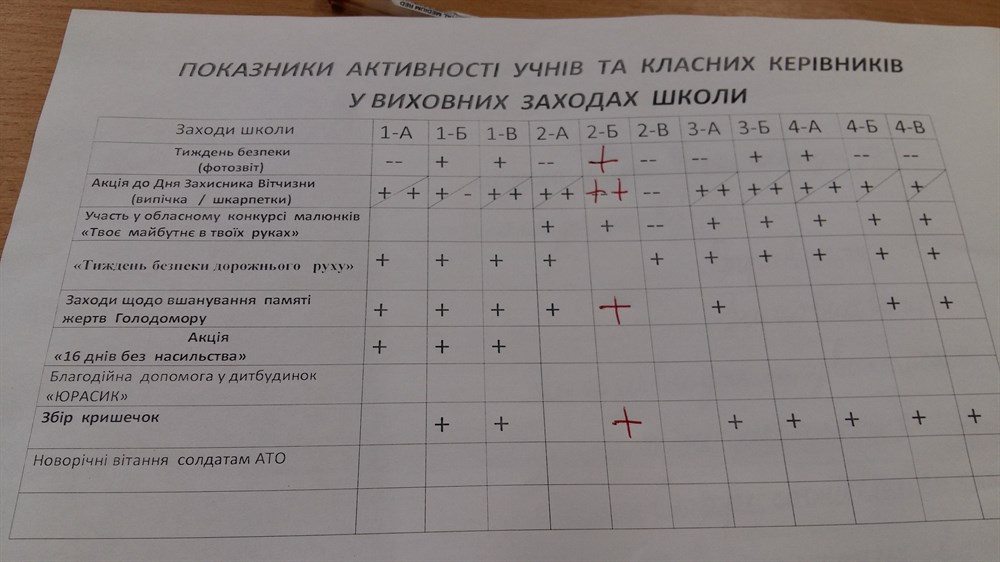 MEDIUM RED
ПОКАЗНИКИ АКТИВНОСТІ УЧНІВ ТА КЛАСНИХ КЕРІВНИКІВ
У ВИХОВНИХ ЗАХОДАХ ШКОЛИ
Заходи школи 1-А 1-Б 1-В 2-А 2-Б 2-В 3-А 3-Б 4-А 4-Б 4-В
Тиждень безпеки
(фотозвіт) -- + + -- + -- -- + + -- --
Акція до Дня Захисника Вітчизни
(випічка / шкарпетки) + + + - + + + + + + -- + + + + + + + +
Участь у обласному конкурсі малюнків
«Твоє майбутнє в твоїх руках» + + -- + + + + +
«Тиждень безпеки дорожнього руху» + + + + + + + + + +
Заходи щодо вшанування памяті
жертв Голодомору + + + + + + + +
Акція
«16 днів без насильства» + + +
Благодійна допомога у дитбудинок
«ЮРАСИК»
Збір кришечок + + + + + + + +
Новорічні вітання солдатам АТО